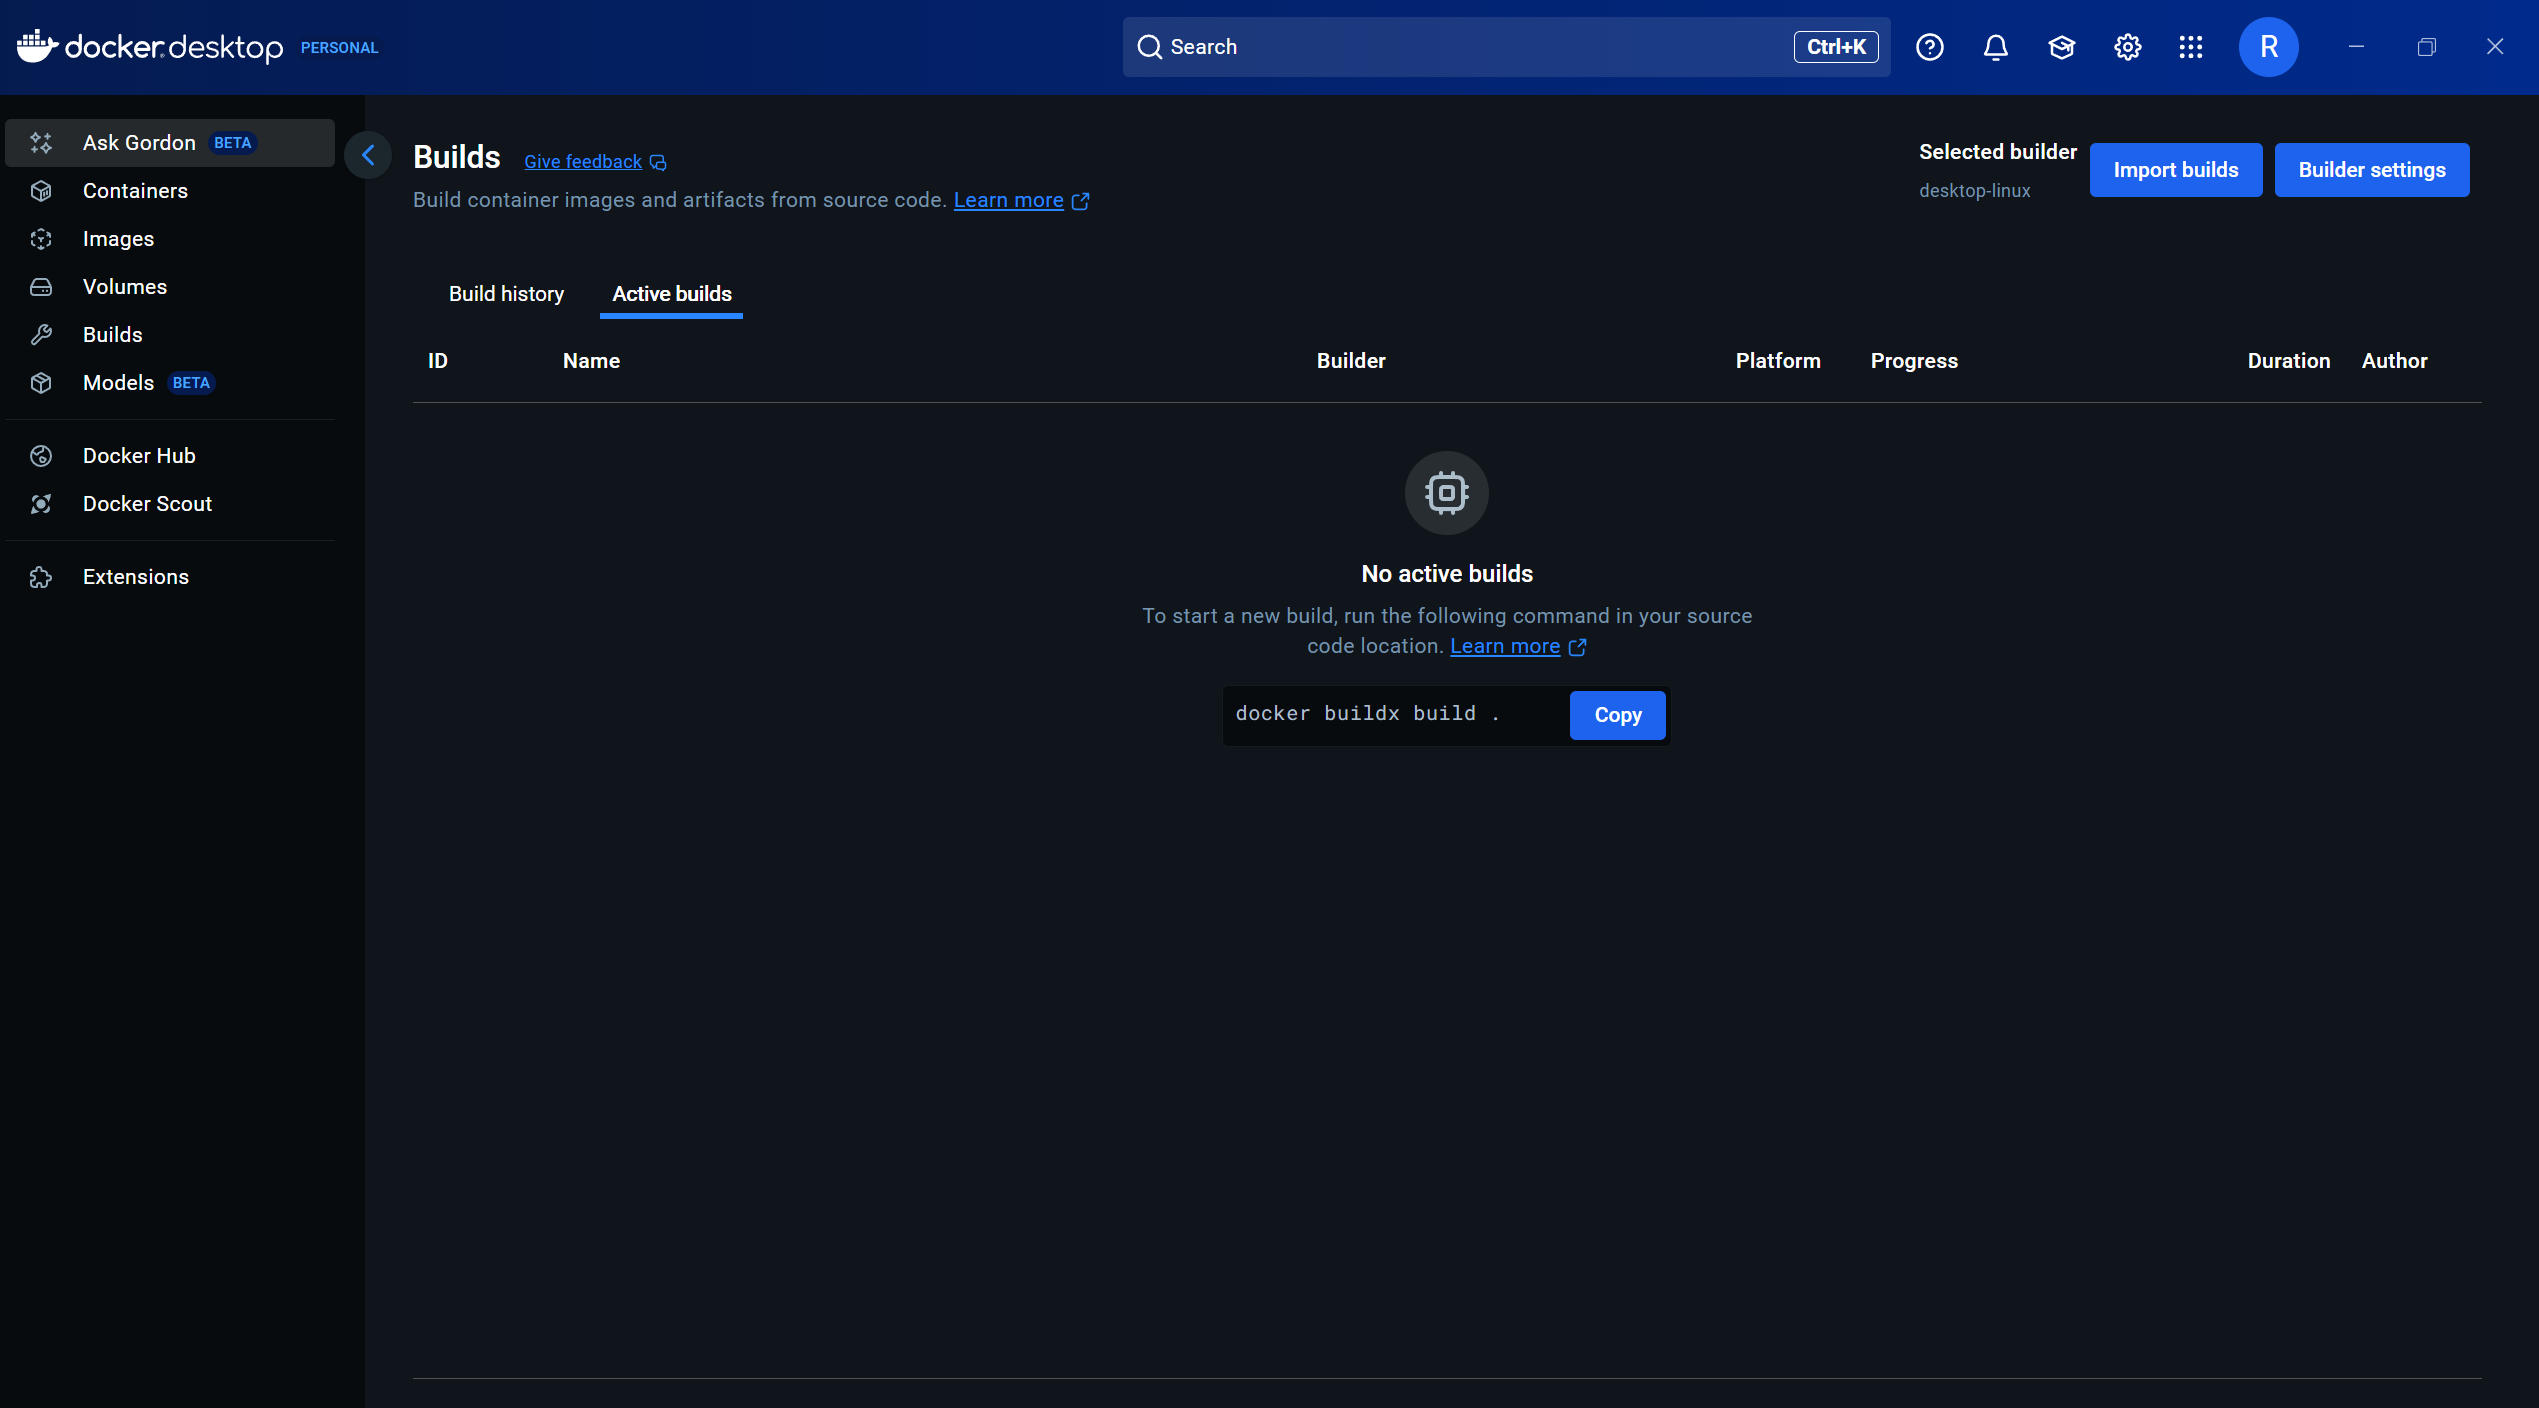 docker.desktop PERSONAL
Search Ctrl+K
R
Ask Gordon BETA
Containers
Images
Volumes
Builds
Models BETA
Docker Hub
Docker Scout
Extensions
Builds Give feedback
Build container images and artifacts from source code. Learn more
Selected builder
desktop-linux
Import builds
Builder settings
Build history Active builds
ID Name Builder Platform Progress Duration Author
No active builds
To start a new build, run the following command in your source
code location. Learn more
docker buildx build . Copy